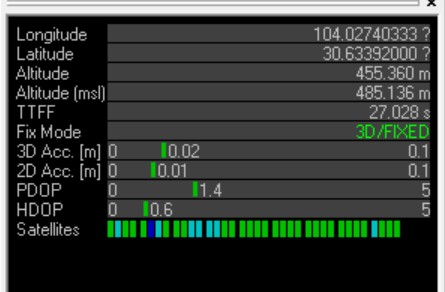 Longitude 104.02740333 ?
Latitude 30.63392000 ?
Altitude 455.360 m
Altitude (msl) 485.136 m
TTFF 27.028 s
Fix Mode 3D/FIXED
3D Acc. [m] 0 0.02 0.1
2D Acc. [m] 0 0.01 0.1
PDOP 0 1.4 5
HDOP 0 0.6 5
Satellites